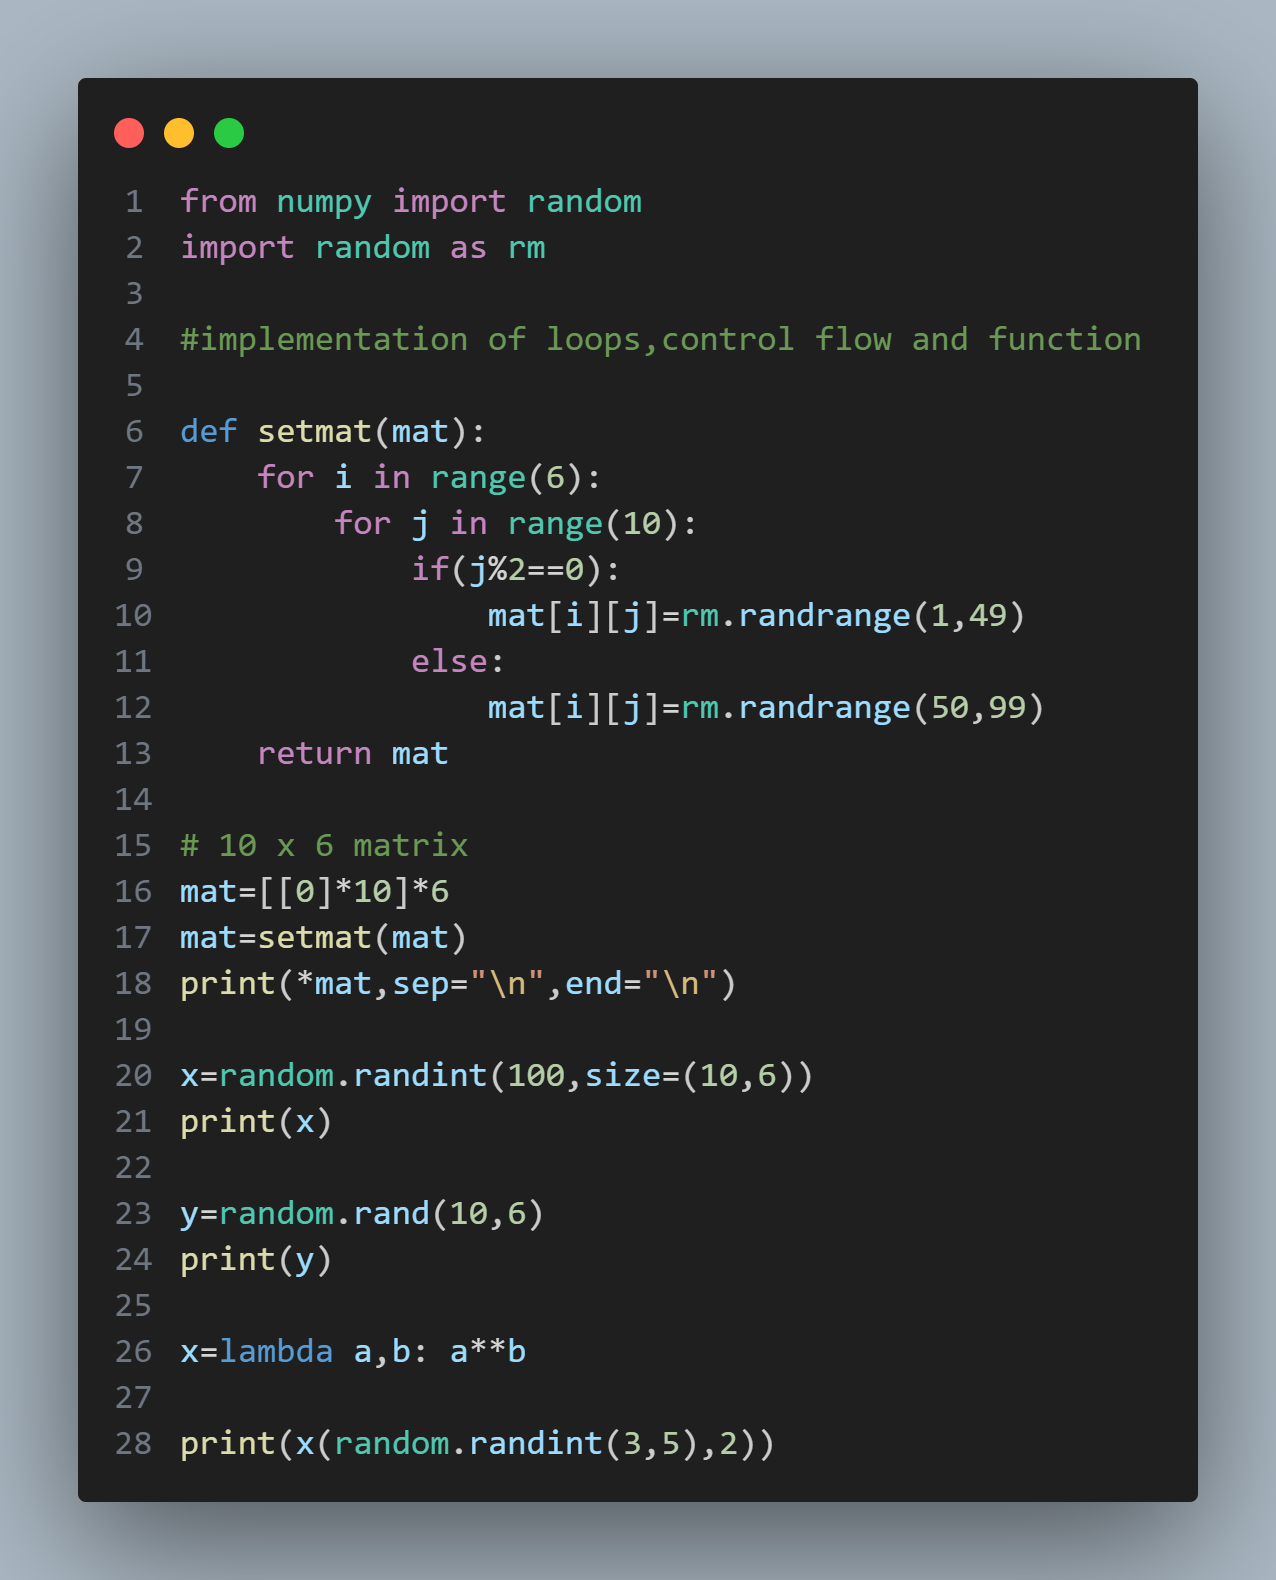 1 from numpy import random
2 import random as rm
3
4 #implementation of loops,control flow and function
5
6 def setmat(mat):
7     for i in range(6):
8         for j in range(10):
9             if(j%2==0):
10                 mat[i][j]=rm.randrange(1,49)
11             else:
12                 mat[i][j]=rm.randrange(50,99)
13     return mat
14
15 # 10 x 6 matrix
16 mat=[[0]*10]*6
17 mat=setmat(mat)
18 print(*mat,sep="\n",end="\n")
19
20 x=random.randint(100,size=(10,6))
21 print(x)
22
23 y=random.rand(10,6)
24 print(y)
25
26 x=lambda a,b: a**b
27
28 print(x(random.randint(3,5),2))